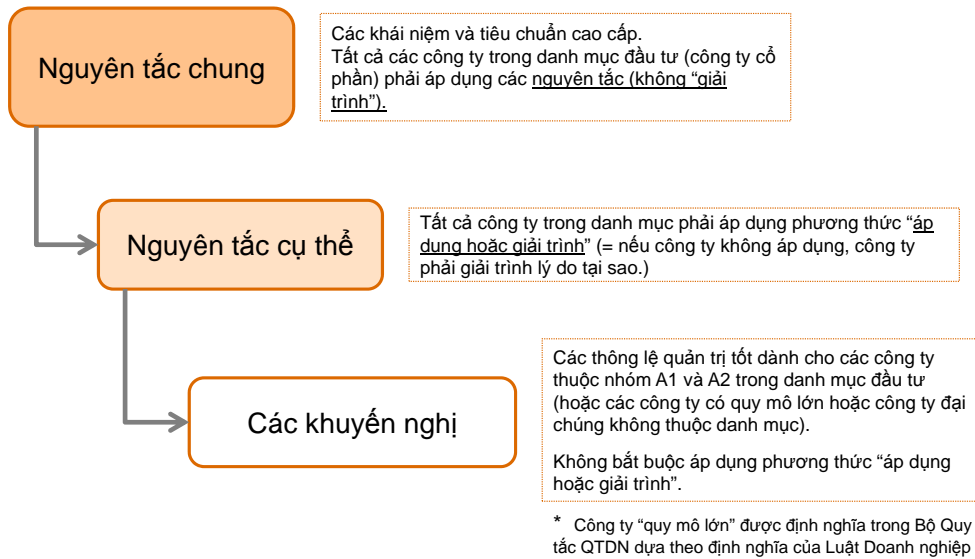 Nguyên tắc chung
Các khái niệm và tiêu chuẩn cao cấp.
Tất cả các công ty trong danh mục đầu tư (công ty cổ
phần) phải áp dụng các nguyên tắc (không “giải
trình”).
Nguyên tắc cụ thể
Tất cả công ty trong danh mục phải áp dụng phương thức “áp
dụng hoặc giải trình” (= nếu công ty không áp dụng, công ty
phải giải trình lý do tại sao.)
Các khuyến nghị
Các thông lệ quản trị tốt dành cho các công ty
thuộc nhóm A1 và A2 trong danh mục đầu tư
(hoặc các công ty có quy mô lớn hoặc công ty đại
chúng không thuộc danh mục).
Không bắt buộc áp dụng phương thức “áp dụng
hoặc giải trình”.
* Công ty “quy mô lớn” được định nghĩa trong Bộ Quy
tắc QTDN dựa theo định nghĩa của Luật Doanh nghiệp